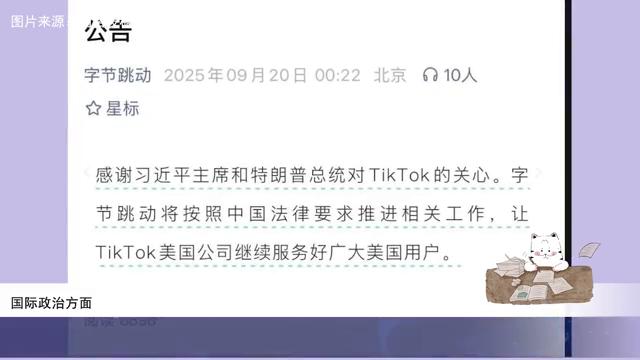 图片来源
公告
字节跳动 2025年09月20日 00:22 北京 10人
星标
感谢习近平主席和特朗普总统对TikTok的关心。字
节跳动将按照中国法律要求推进相关工作，让
TikTok美国公司继续服务好广大美国用户。
国际政治方面